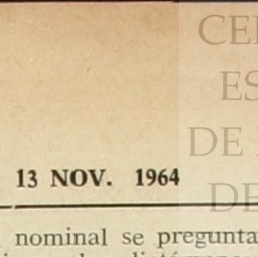 CE
ES
DE
DE
13 NOV. 1964
nominal se pregunta